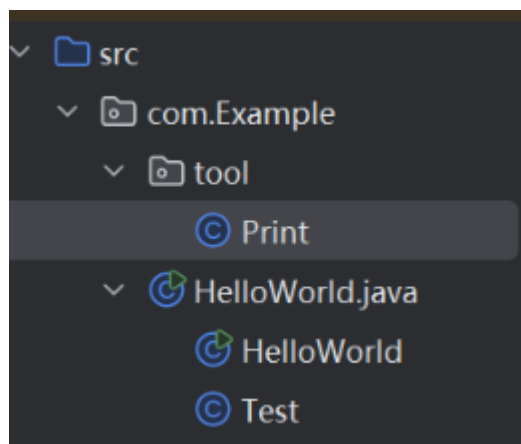 src
com.Example
tool
Print
HelloWorld.java
HelloWorld
Test